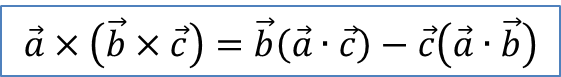 a⃗ × (b⃗ × c⃗) = b⃗(a⃗ · c⃗) − c⃗(a⃗ · b⃗)